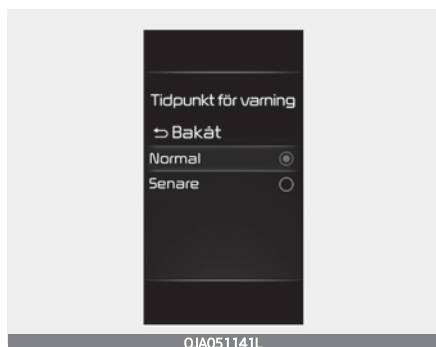 Tidpunkt för varning
⮌ Bakåt
Normal
Senare
OJA051141L